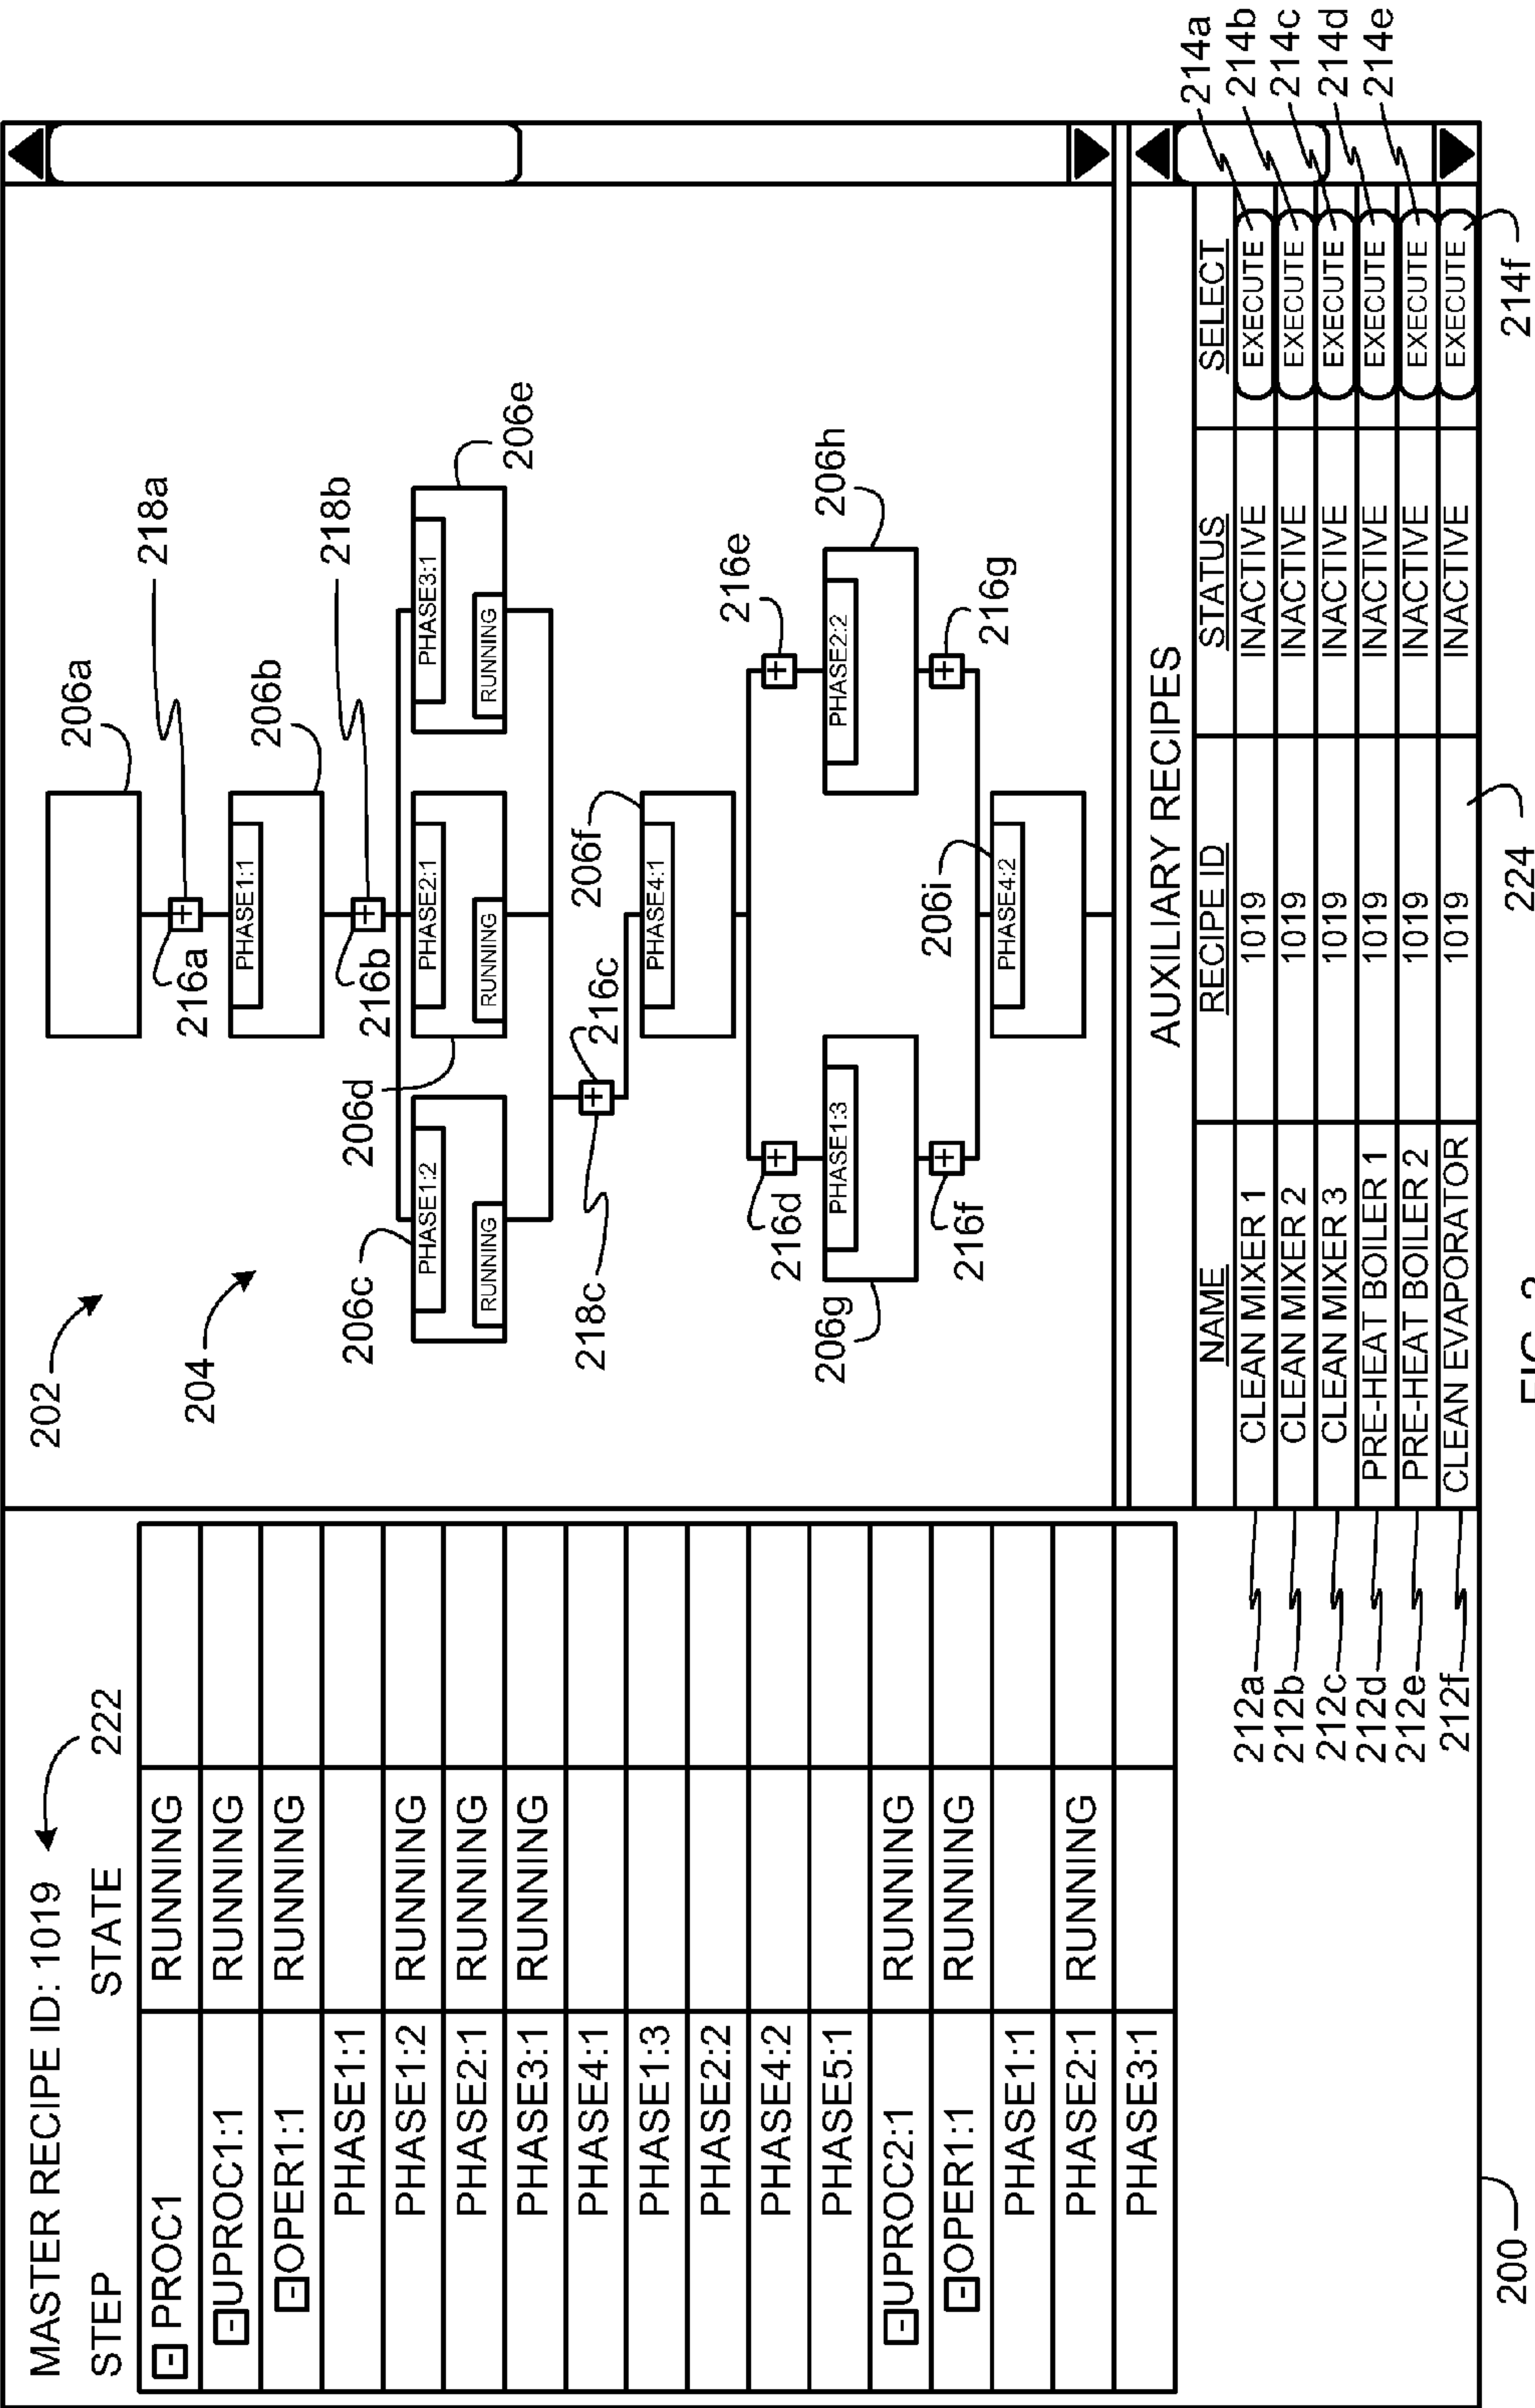 MASTER RECIPE ID: 1019
222
STEP STATE
- PROC1 RUNNING
- UPROC1:1 RUNNING
- OPER1:1 RUNNING
PHASE1:1
PHASE1:2 RUNNING
PHASE2:1 RUNNING
PHASE3:1 RUNNING
PHASE4:1
PHASE1:3
PHASE2:2
PHASE4:2
PHASE5:1
- UPROC2:1 RUNNING
- OPER1:1 RUNNING
PHASE1:1
PHASE2:1 RUNNING
PHASE3:1
202
204
206a
218a
+
216a
PHASE1:1
206b
218b
+
216b
206c
PHASE1:2
RUNNING
206d
PHASE2:1
RUNNING
PHASE3:1
RUNNING
206e
218c
+
216c
206f
PHASE4:1
216d
+
+
216e
206g
PHASE1:3
PHASE2:2
206h
216f
+
+
216g
206i
PHASE4:2
AUXILIARY RECIPES
NAME RECIPE ID STATUS SELECT
212a CLEAN MIXER 1 1019 INACTIVE EXECUTE 214a
212b CLEAN MIXER 2 1019 INACTIVE EXECUTE 214b
212c CLEAN MIXER 3 1019 INACTIVE EXECUTE 214c
212d PRE-HEAT BOILER 1 1019 INACTIVE EXECUTE 214d
212e PRE-HEAT BOILER 2 1019 INACTIVE EXECUTE 214e
212f CLEAN EVAPORATOR 1019 INACTIVE EXECUTE 214f
200
224